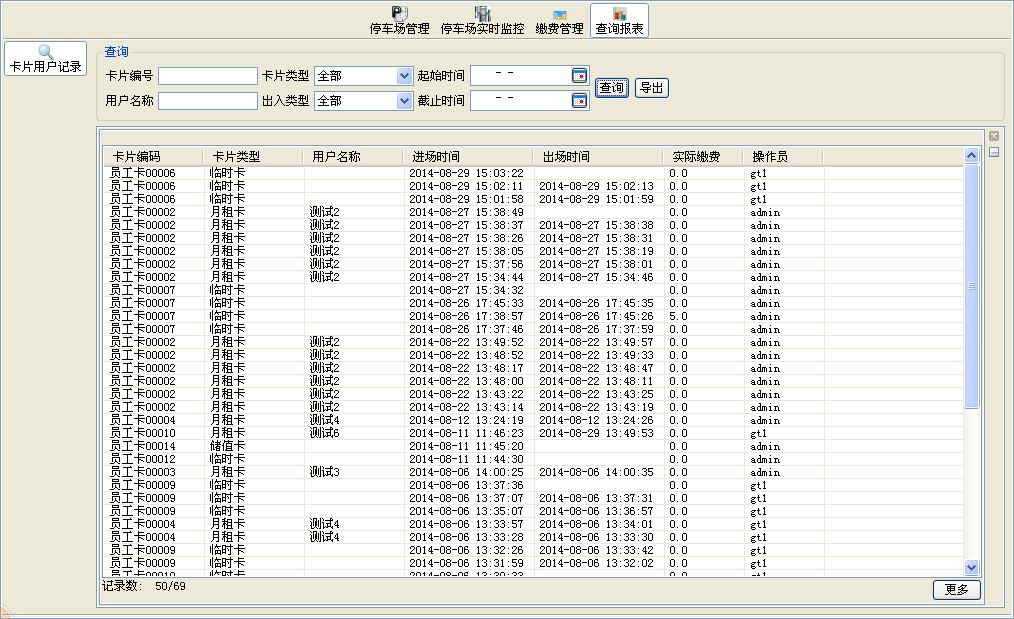 停车场管理 停车场实时监控 缴费管理 查询报表
卡片用户记录
查询
卡片编号 卡片类型 全部 起始时间 - -
查询 导出
用户名称 出入类型 全部 截止时间 - -
卡片编码 卡片类型 用户名称 进场时间 出场时间 实际缴费 操作员
员工卡00006 临时卡 2014-08-29 15:03:22 0.0 gt1
员工卡00006 临时卡 2014-08-29 15:02:11 2014-08-29 15:02:13 0.0 gt1
员工卡00006 临时卡 2014-08-29 15:01:58 2014-08-29 15:01:59 0.0 gt1
员工卡00002 月租卡 测试2 2014-08-27 15:38:49 0.0 admin
员工卡00002 月租卡 测试2 2014-08-27 15:38:37 2014-08-27 15:38:38 0.0 admin
员工卡00002 月租卡 测试2 2014-08-27 15:38:26 2014-08-27 15:38:31 0.0 admin
员工卡00002 月租卡 测试2 2014-08-27 15:38:05 2014-08-27 15:38:19 0.0 admin
员工卡00002 月租卡 测试2 2014-08-27 15:37:56 2014-08-27 15:38:01 0.0 admin
员工卡00002 月租卡 测试2 2014-08-27 15:34:44 2014-08-27 15:34:46 0.0 admin
员工卡00007 临时卡 2014-08-27 15:34:32 0.0 admin
员工卡00007 临时卡 2014-08-26 17:45:33 2014-08-26 17:45:35 0.0 admin
员工卡00007 临时卡 2014-08-26 17:38:57 2014-08-26 17:45:26 5.0 admin
员工卡00007 临时卡 2014-08-26 17:37:46 2014-08-26 17:37:59 0.0 admin
员工卡00002 月租卡 测试2 2014-08-22 13:49:52 2014-08-22 13:49:57 0.0 admin
员工卡00002 月租卡 测试2 2014-08-22 13:48:52 2014-08-22 13:49:33 0.0 admin
员工卡00002 月租卡 测试2 2014-08-22 13:48:17 2014-08-22 13:48:47 0.0 admin
员工卡00002 月租卡 测试2 2014-08-22 13:48:00 2014-08-22 13:48:11 0.0 admin
员工卡00002 月租卡 测试2 2014-08-22 13:43:22 2014-08-22 13:43:25 0.0 admin
员工卡00002 月租卡 测试2 2014-08-22 13:43:14 2014-08-22 13:43:19 0.0 admin
员工卡00004 月租卡 测试4 2014-08-12 13:24:19 2014-08-12 13:24:26 0.0 admin
员工卡00010 月租卡 测试6 2014-08-11 11:46:23 2014-08-29 13:49:53 0.0 gt1
员工卡00014 储值卡 2014-08-11 11:45:20 0.0 admin
员工卡00012 临时卡 2014-08-11 11:44:30 0.0 admin
员工卡00003 月租卡 测试3 2014-08-06 14:00:25 2014-08-06 14:00:35 0.0 admin
员工卡00009 临时卡 2014-08-06 13:37:36 0.0 gt1
员工卡00009 临时卡 2014-08-06 13:37:07 2014-08-06 13:37:31 0.0 gt1
员工卡00009 临时卡 2014-08-06 13:35:07 2014-08-06 13:36:57 0.0 gt1
员工卡00004 月租卡 测试4 2014-08-06 13:33:57 2014-08-06 13:34:01 0.0 gt1
员工卡00004 月租卡 测试4 2014-08-06 13:33:28 2014-08-06 13:33:30 0.0 gt1
员工卡00009 临时卡 2014-08-06 13:32:26 2014-08-06 13:33:42 0.0 gt1
员工卡00009 临时卡 2014-08-06 13:31:59 2014-08-06 13:32:02 0.0 gt1
记录数: 50/69
更多